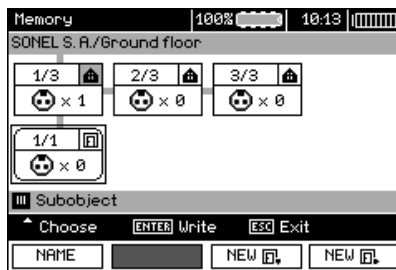 Memory 100% 10:13
SONEL S.A./Ground floor
1/3 2/3 3/3
x 1 x 0 x 0
1/1
x 0
Subobject
Choose ENTER Write ESC Exit
NAME NEW NEW